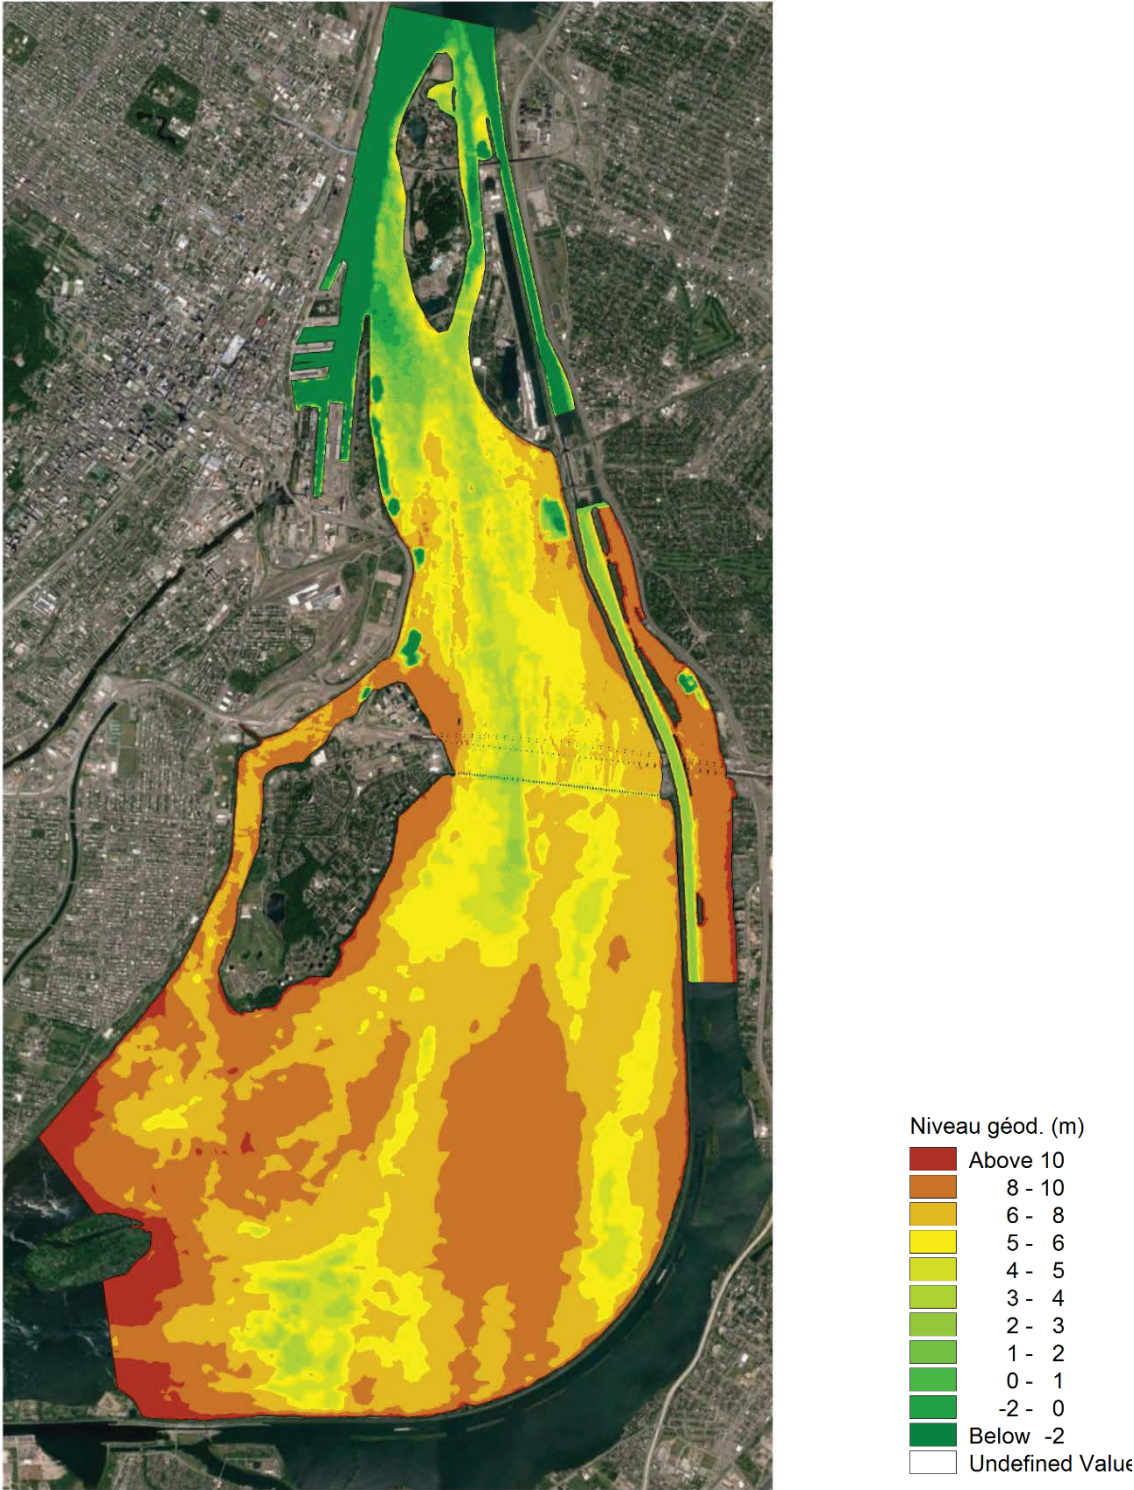 Niveau géod. (m)
Above 10
8 - 10
6 - 8
5 - 6
4 - 5
3 - 4
2 - 3
1 - 2
0 - 1
-2 - 0
Below -2
Undefined Value